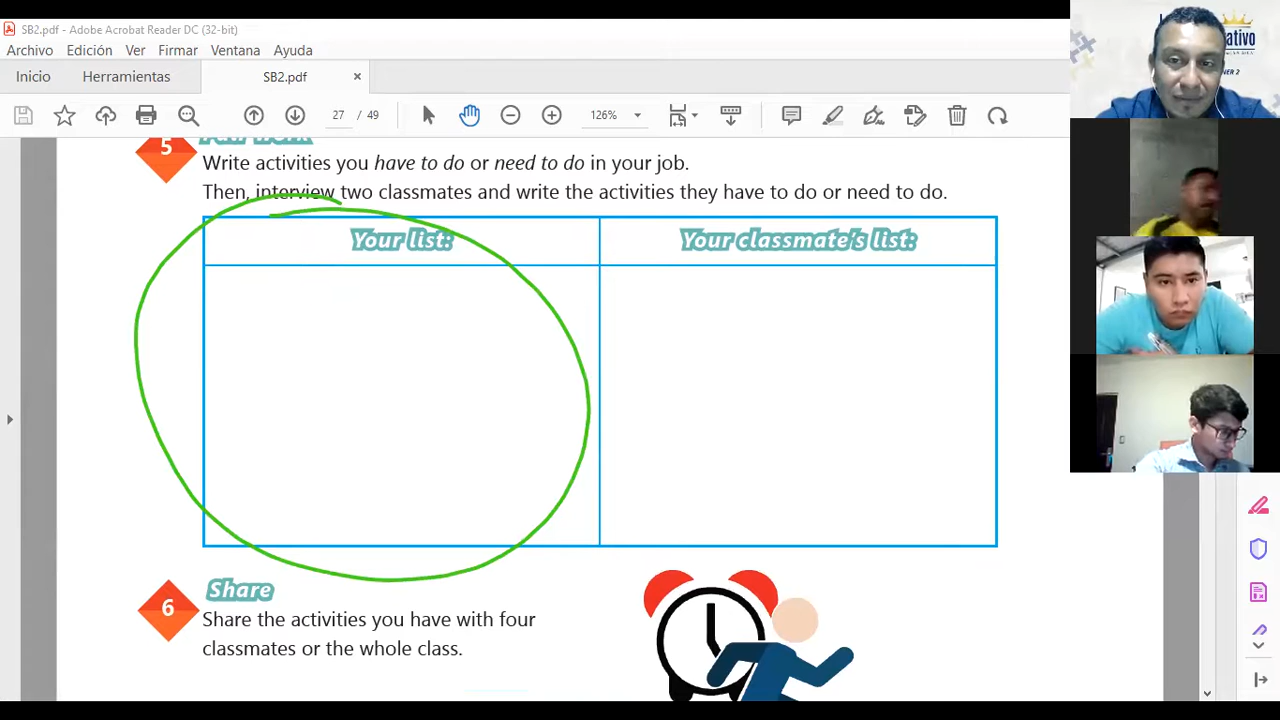 SB2.pdf - Adobe Acrobat Reader DC (32-bit)
Archivo Edición Ver Firmar Ventana Ayuda
Inicio Herramientas SB2.pdf ×
27 / 49 126%
5
Write activities you have to do or need to do in your job.
Then, interview two classmates and write the activities they have to do or need to do.
Your list: Your classmate's list:
6 Share
Share the activities you have with four
classmates or the whole class.